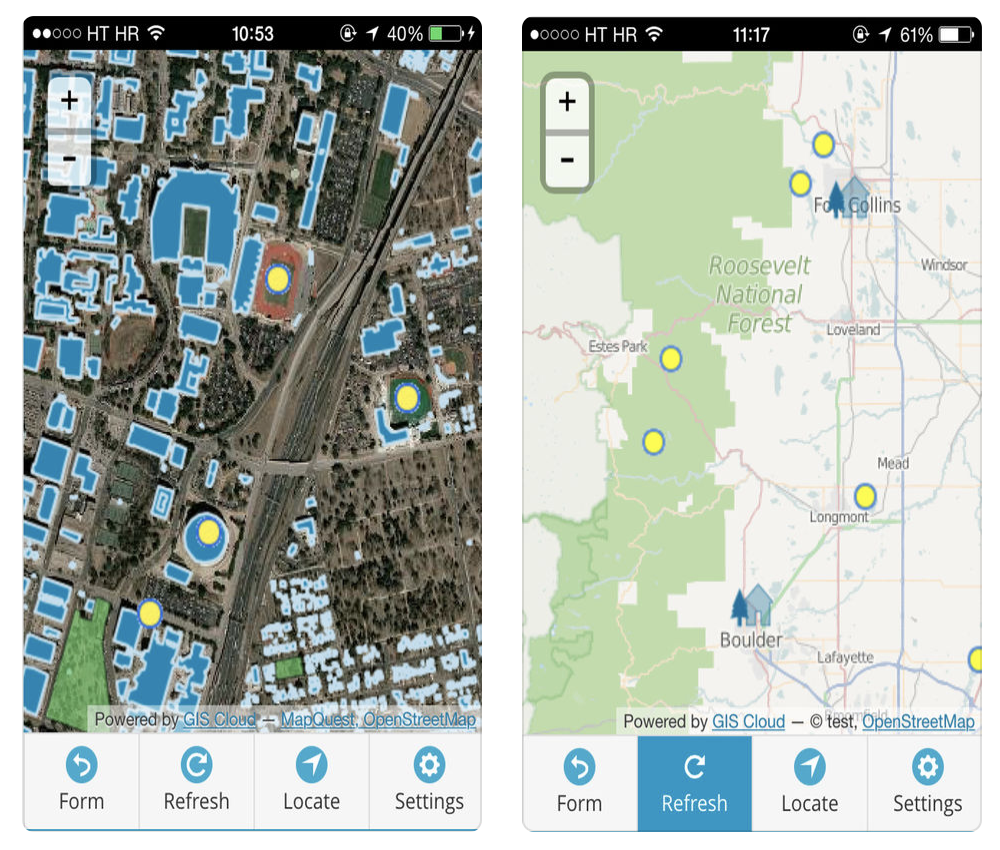 HT HR 10:53 40%
+
-
Powered by GIS Cloud — MapQuest, OpenStreetMap
Form Refresh Locate Settings
HT HR 11:17 61%
+
-
Fort Collins
Windsor
Roosevelt
National
Forest
Loveland
Estes Park
Mead
Longmont
Boulder
Lafayette
Powered by GIS Cloud — © test, OpenStreetMap
Form Refresh Locate Settings